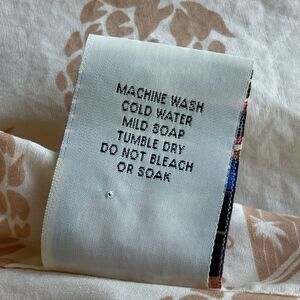 MACHINE WASH
COLD WATER
MILD SOAP
TUMBLE DRY
DO NOT BLEACH
OR SOAK